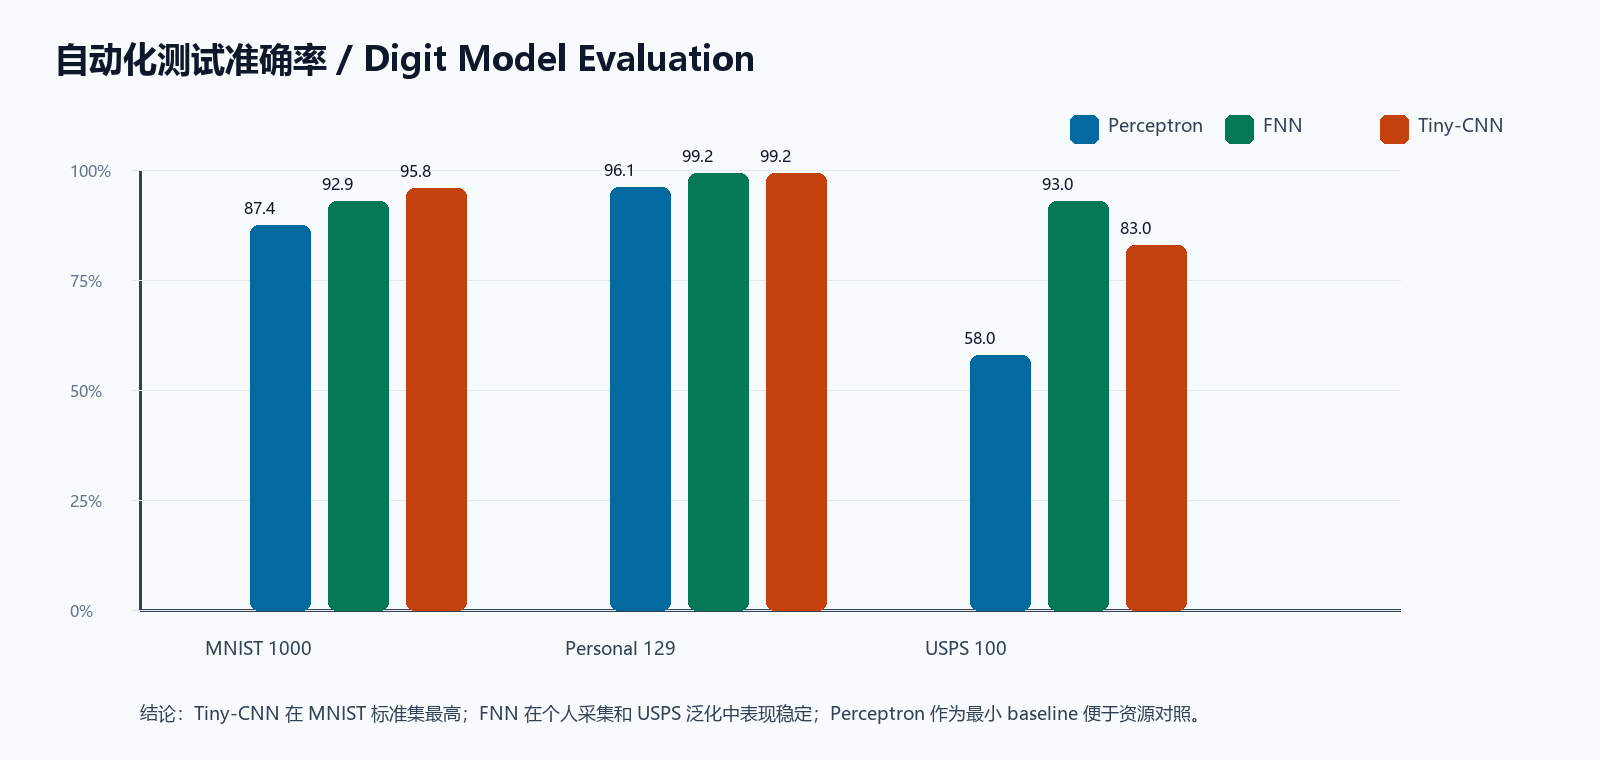 自动化测试准确率 / Digit Model Evaluation
Perceptron FNN Tiny-CNN
100%
75%
50%
25%
0%
87.4 92.9 95.8
96.1 99.2 99.2
58.0 93.0 83.0
MNIST 1000 Personal 129 USPS 100
结论：Tiny-CNN 在 MNIST 标准集最高；FNN 在个人采集和 USPS 泛化中表现稳定；Perceptron 作为最小 baseline 便于资源对照。